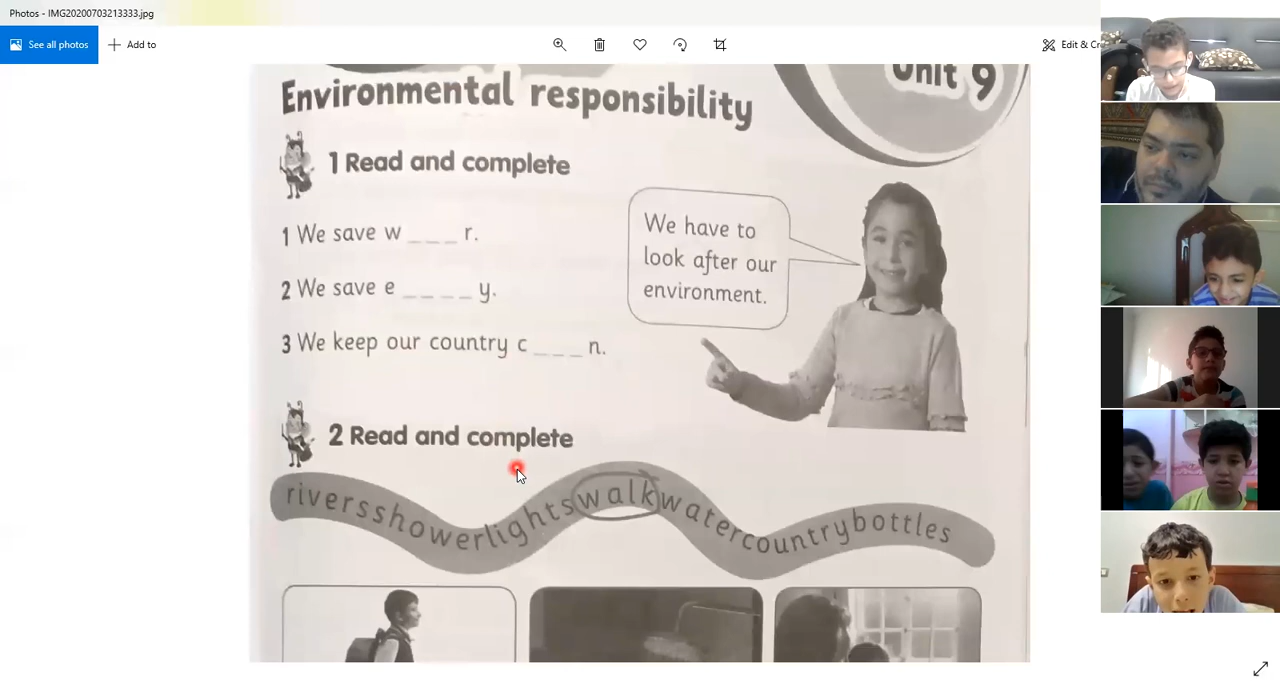 Photos - IMG20200703213333.jpg
See all photos
Add to
Edit & Cr
Unit 9
Environmental responsibility
1 Read and complete
1 We save w _ _ _ r.
2 We save e _ _ _ _ y.
3 We keep our country c _ _ _ n.
We have to
look after our
environment.
2 Read and complete
riversshowerlightswalkwatercountrybottles